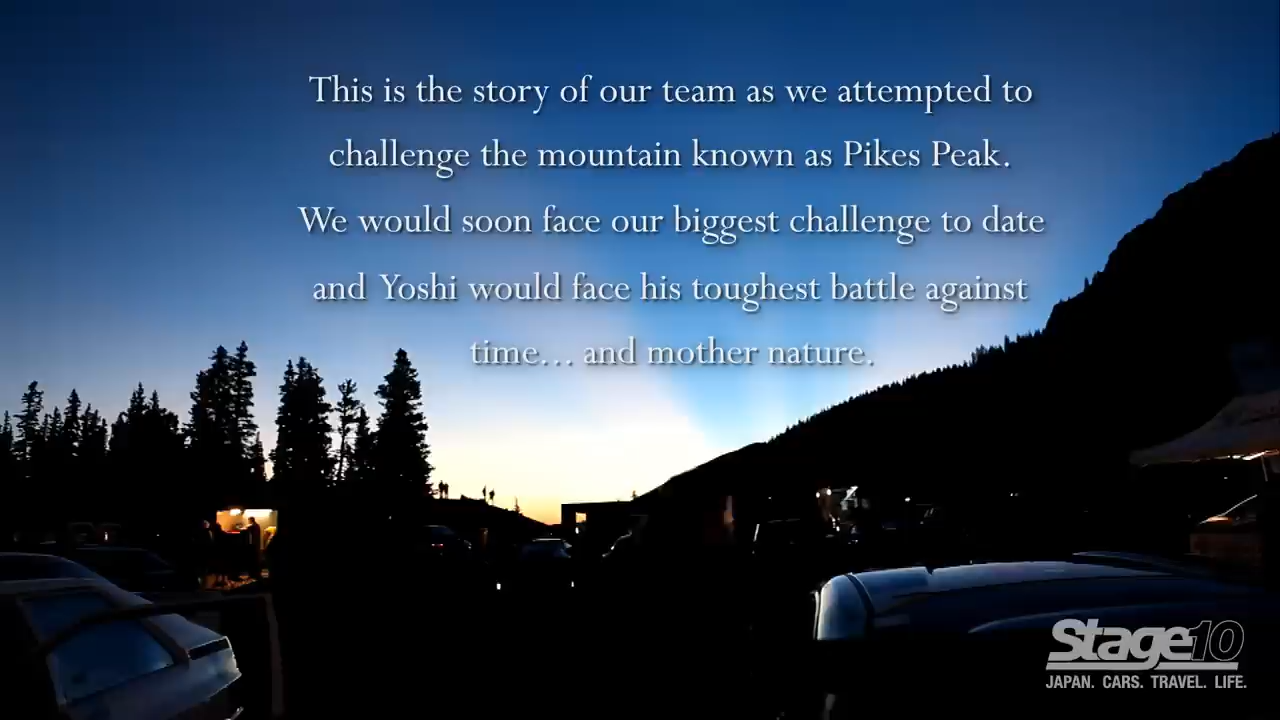 This is the story of our team as we attempted to
challenge the mountain known as Pikes Peak.
We would soon face our biggest challenge to date
and Yoshi would face his toughest battle against
time... and mother nature.
Stage10
JAPAN. CARS. TRAVEL. LIFE.